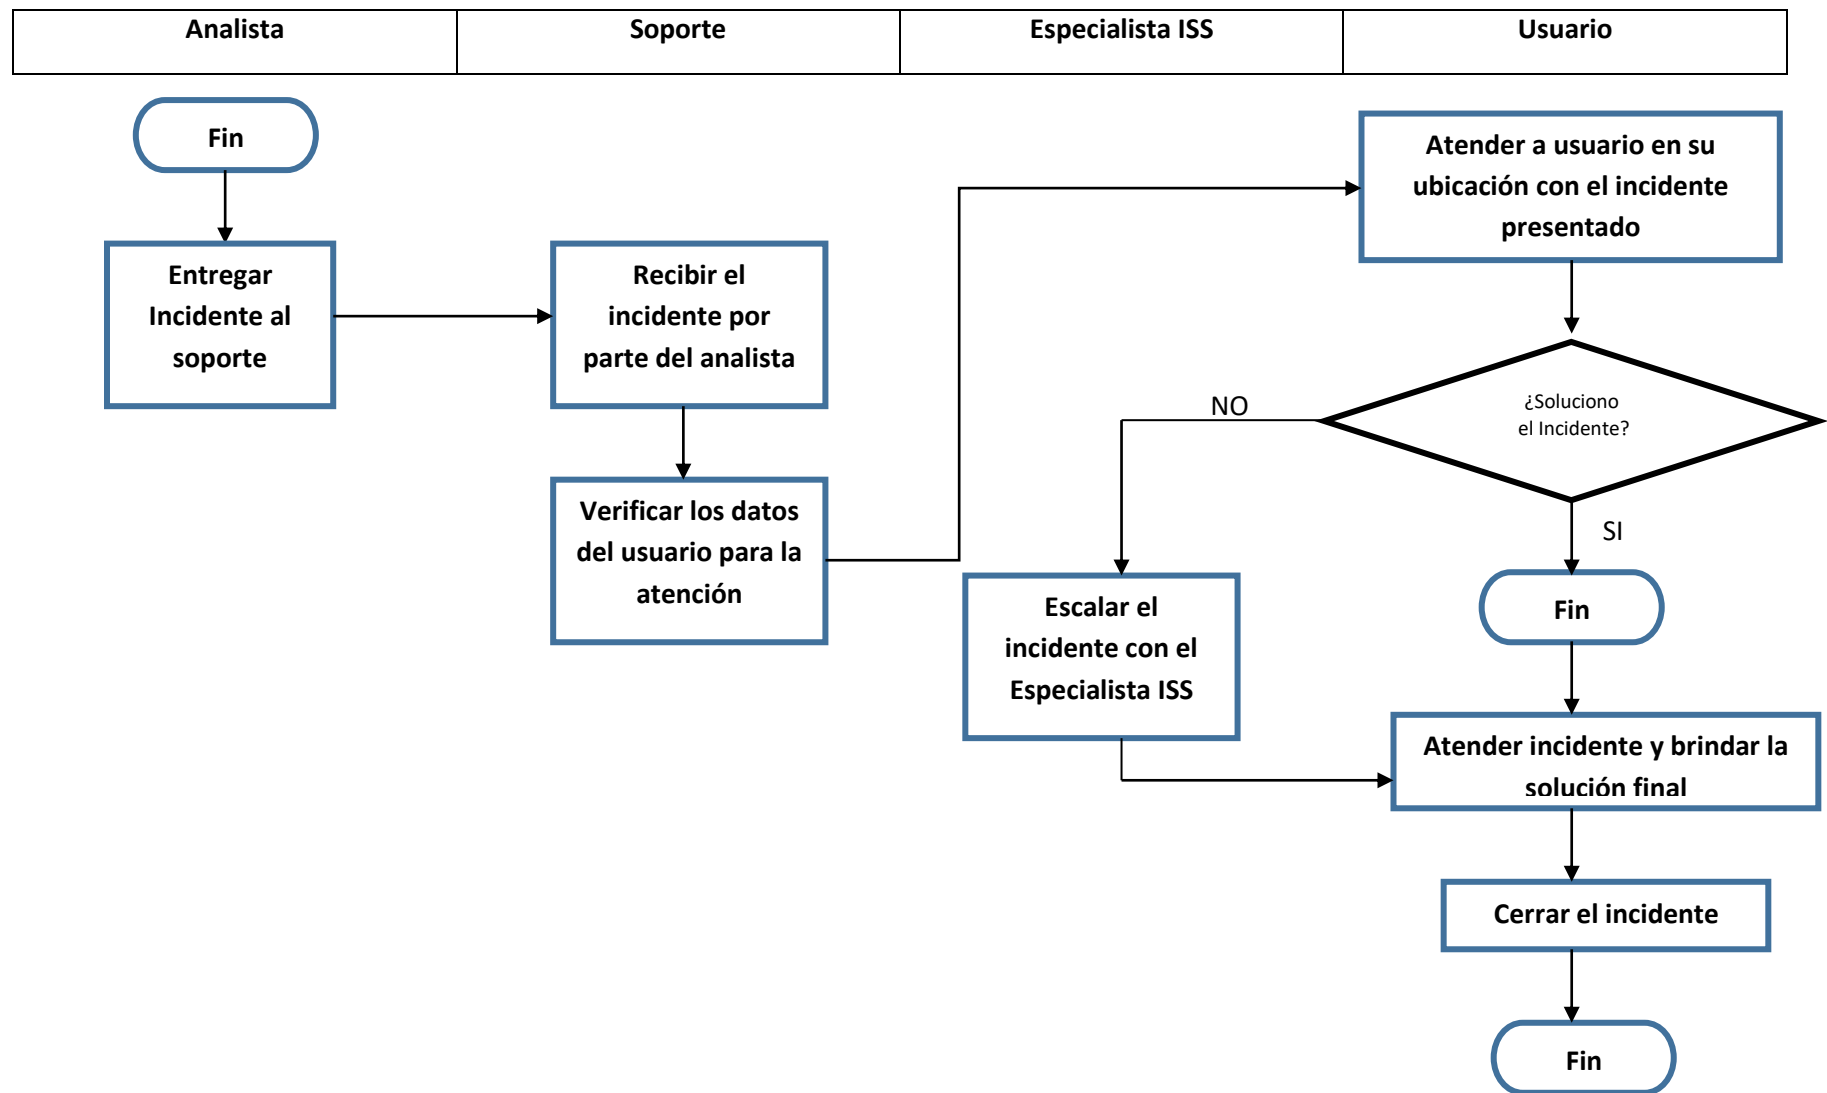 Analista
Soporte
Especialista ISS
Usuario
Fin
Entregar
Incidente al
soporte
Recibir el
incidente por
parte del analista
Verificar los datos
del usuario para la
atención
Atender a usuario en su
ubicación con el incidente
presentado
¿Soluciono
el Incidente?
NO
SI
Escalar el
incidente con el
Especialista ISS
Fin
Atender incidente y brindar la
solución final
Cerrar el incidente
Fin